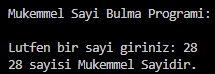 Mukemmel Sayi Bulma Programi:
Lutfen bir sayi giriniz: 28
28 sayisi Mukemmel Sayidir.